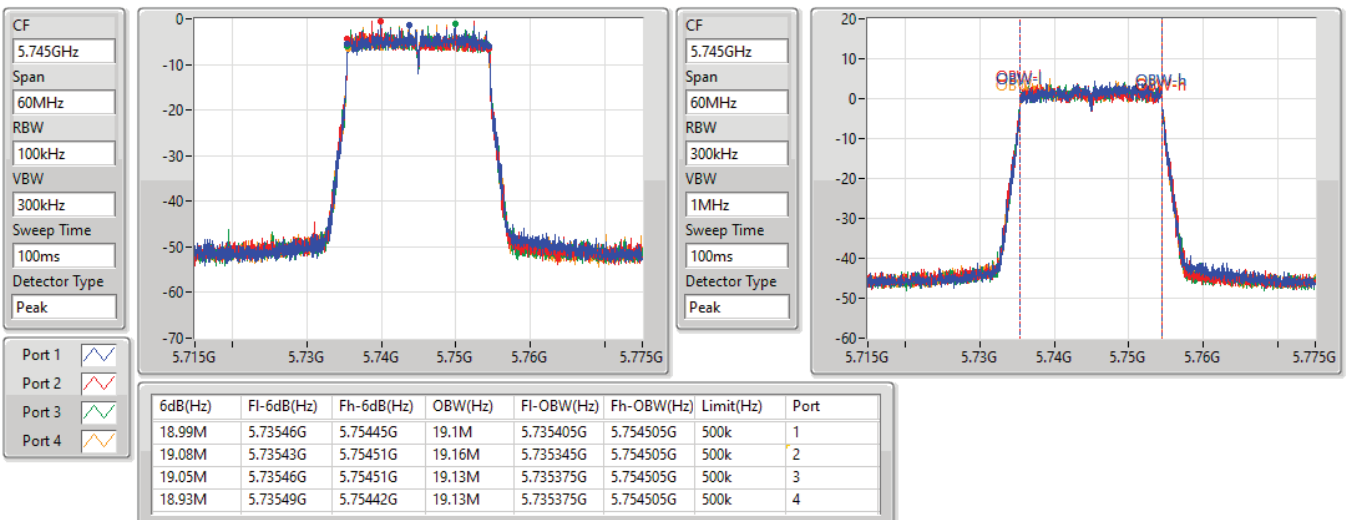 CF
5.745GHz
Span
60MHz
RBW
100kHz
VBW
300kHz
Sweep Time
100ms
Detector Type
Peak
0-
-10-
-20-
-30-
-40-
-50-
-60-
-70-
5.715G 5.73G 5.74G 5.75G 5.76G 5.775G
CF
5.745GHz
Span
60MHz
RBW
300kHz
VBW
1MHz
Sweep Time
100ms
Detector Type
Peak
20-
10-
0-
-10-
-20-
-30-
-40-
-50-
-60-
OBW-l OBW-h
5.715G 5.73G 5.74G 5.75G 5.76G 5.775G
Port 1
Port 2
Port 3
Port 4
6dB(Hz) Fl-6dB(Hz) Fh-6dB(Hz) OBW(Hz) Fl-OBW(Hz) Fh-OBW(Hz) Limit(Hz) Port
18.99M 5.73546G 5.75445G 19.1M 5.735405G 5.754505G 500k 1
19.08M 5.73543G 5.75451G 19.16M 5.735345G 5.754505G 500k 2
19.05M 5.73546G 5.75451G 19.13M 5.735375G 5.754505G 500k 3
18.93M 5.73549G 5.75442G 19.13M 5.735375G 5.754505G 500k 4